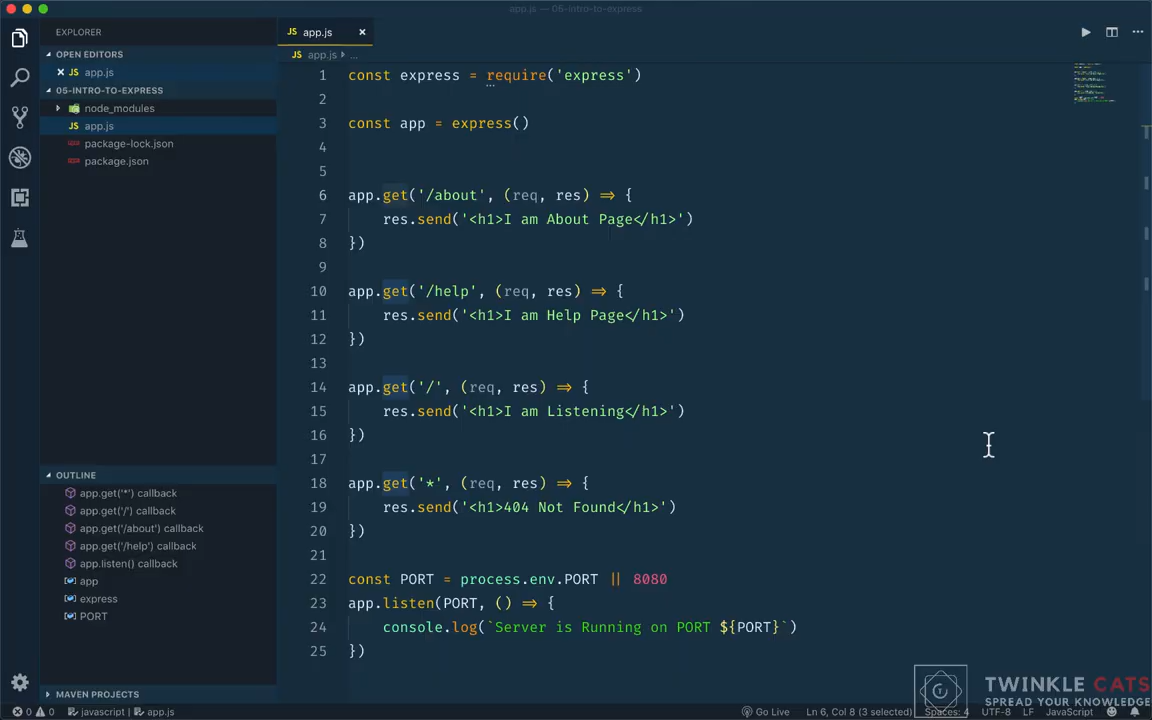 app.js — 05-intro-to-express
EXPLORER
OPEN EDITORS
JS app.js
05-INTRO-TO-EXPRESS
node_modules
JS app.js
package-lock.json
package.json
OUTLINE
app.get('*') callback
app.get('/') callback
app.get('/about') callback
app.get('/help') callback
app.listen() callback
app
express
PORT
MAVEN PROJECTS
JS app.js
JS app.js ...
1 const express = require('express')
2
3 const app = express()
4
5
6 app.get('/about', (req, res) => {
7 res.send('<h1>I am About Page</h1>')
8 })
9
10 app.get('/help', (req, res) => {
11 res.send('<h1>I am Help Page</h1>')
12 })
13
14 app.get('/', (req, res) => {
15 res.send('<h1>I am Listening</h1>')
16 })
17
18 app.get('*', (req, res) => {
19 res.send('<h1>404 Not Found</h1>')
20 })
21
22 const PORT = process.env.PORT || 8080
23 app.listen(PORT, () => {
24 console.log(`Server is Running on PORT ${PORT}`)
25 })
TWINKLE CATS
SPREAD YOUR KNOWLEDGE
0 0 javascript | app.js Go Live Ln 6, Col 8 (3 selected) Spaces: 4 UTF-8 LF JavaScript